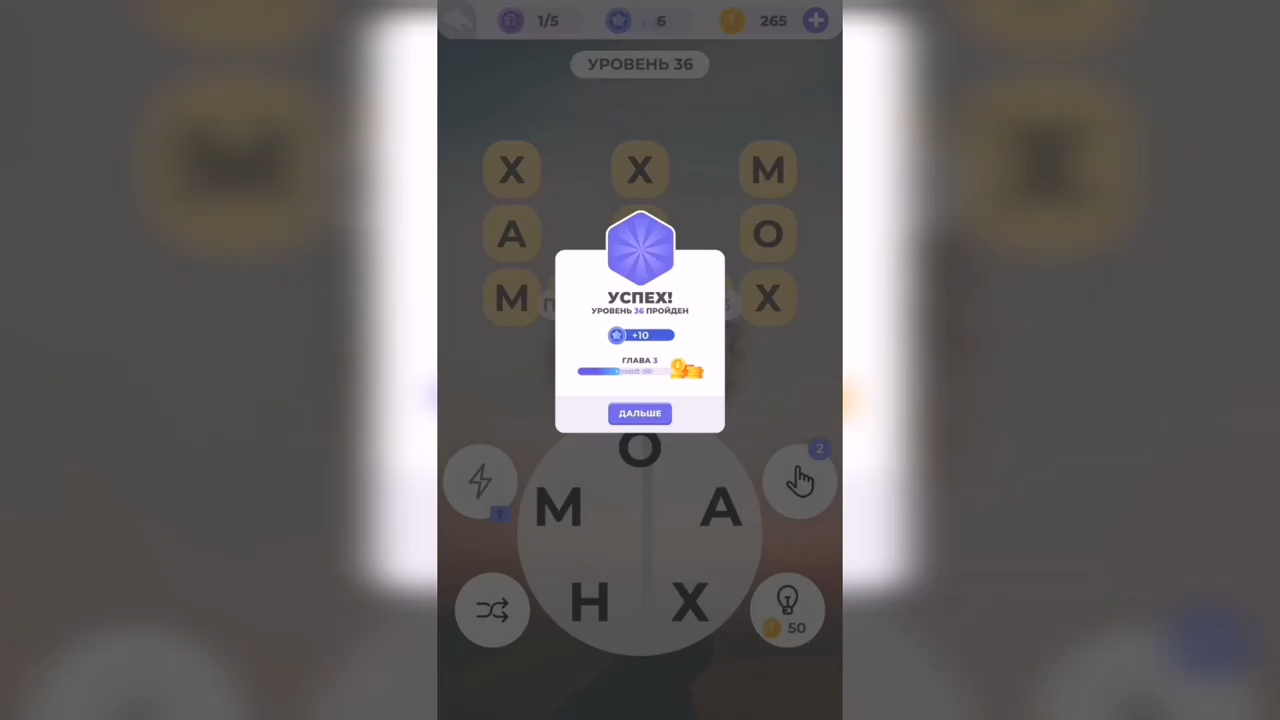 1/5 6 265
УРОВЕНЬ 36
Х Х М
А О
М Х
УСПЕХ!
УРОВЕНЬ 36 ПРОЙДЕН
+10
ГЛАВА 3
ДАЛЬШЕ
О
2
М А
Н Х
50